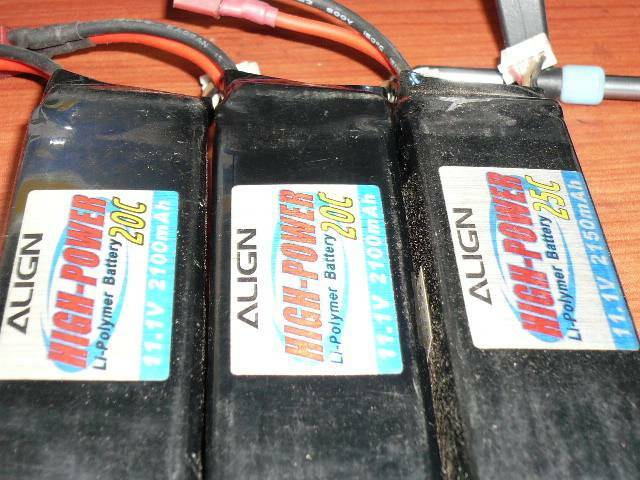 ALIGN
HIGH-POWER
Li-Polymer Battery 20C
11.1V 2100mAh
ALIGN
HIGH-POWER
Li-Polymer Battery 20C
11.1V 2100mAh
ALIGN
HIGH-POWER
Li-Polymer Battery 25C
11.1V 2150mAh